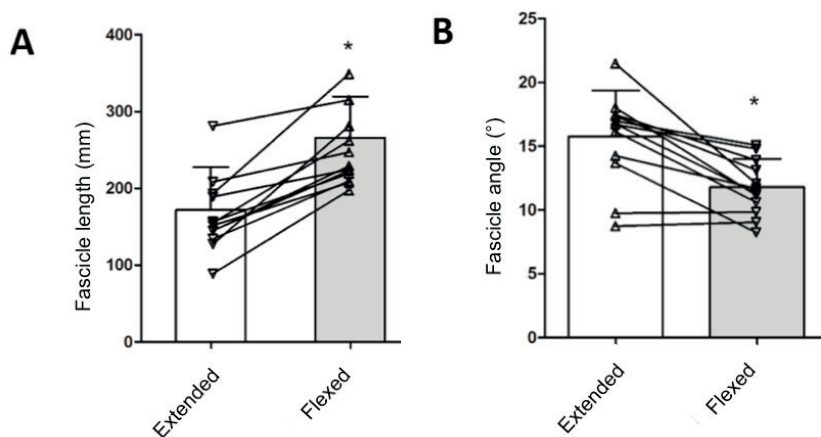 A
Fascicle length (mm)
400
300
200
100
0
*
Extended
Flexed
B
Fascicle angle (°)
25
20
15
10
5
0
*
Extended
Flexed